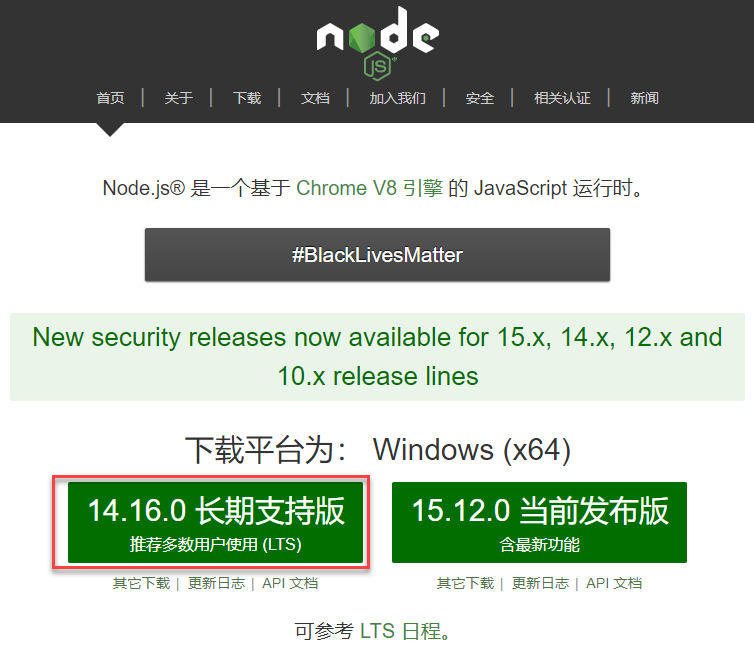 node
JS
首页 | 关于 | 下载 | 文档 | 加入我们 | 安全 | 相关认证 | 新闻
Node.js® 是一个基于 Chrome V8 引擎 的 JavaScript 运行时。
#BlackLivesMatter
New security releases now available for 15.x, 14.x, 12.x and
10.x release lines
下载平台为： Windows (x64)
14.16.0 长期支持版
推荐多数用户使用 (LTS)
其它下载 | 更新日志 | API 文档
15.12.0 当前发布版
含最新功能
其它下载 | 更新日志 | API 文档
可参考 LTS 日程。